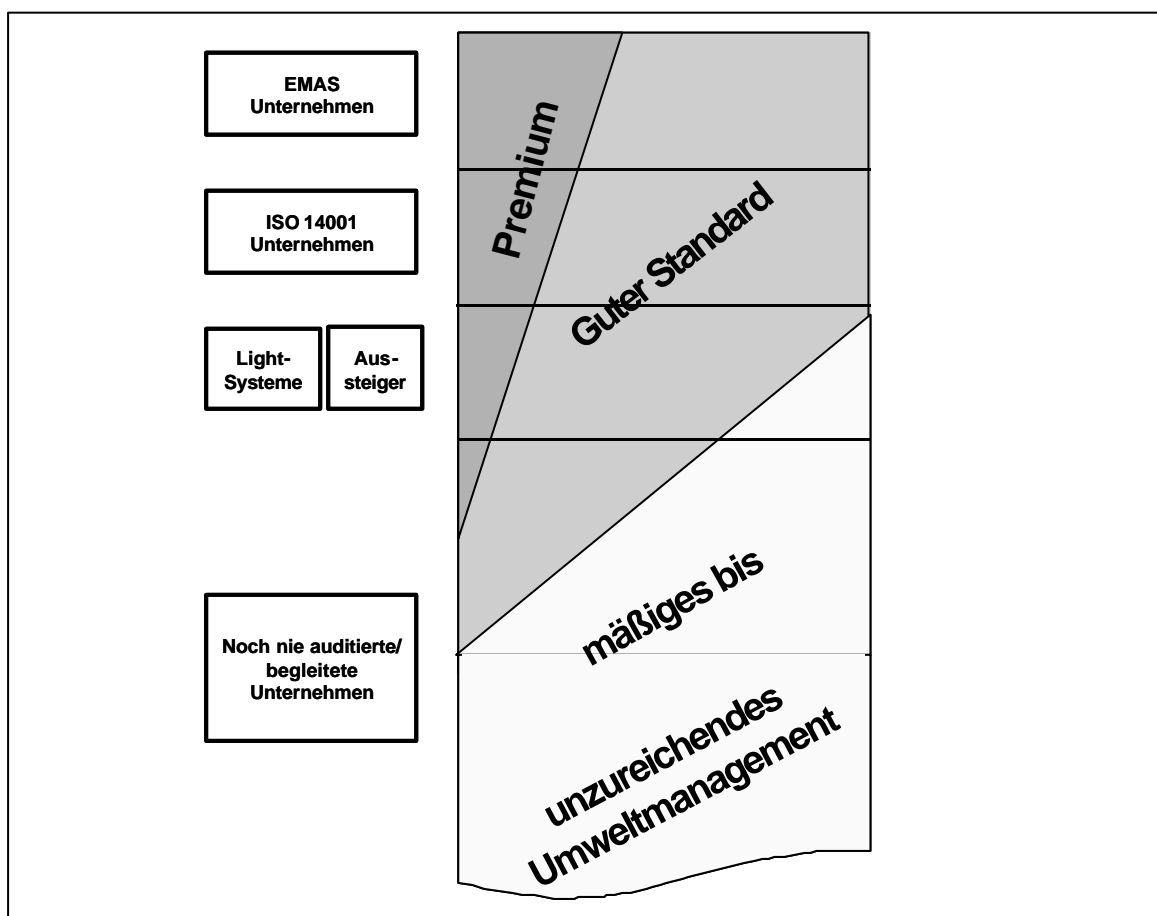 EMAS
Unternehmen
Premium
ISO 14001
Unternehmen
Guter Standard
Light-
Systeme
Aus-
steiger
mäßiges bis
Noch nie auditierte/
begleitete
Unternehmen
unzureichendes
Umweltmanagement